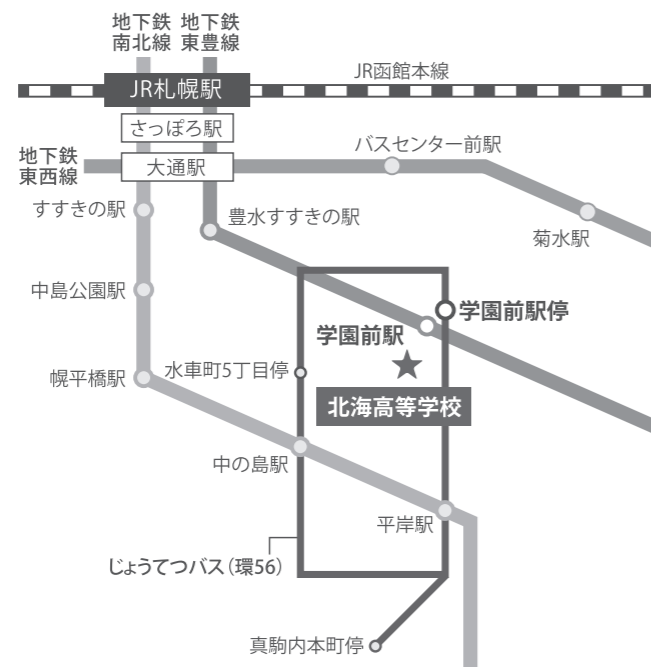 地下鉄
南北線
地下鉄
東豊線
JR函館本線
JR札幌駅
さっぽろ駅
バスセンター前駅
地下鉄
東西線
大通駅
すすきの駅
豊水すすきの駅
菊水駅
中島公園駅
学園前駅停
学園前駅
水車町5丁目停
幌平橋駅
北海高等学校
中の島駅
平岸駅
じょうてつバス（環56）
真駒内本町停